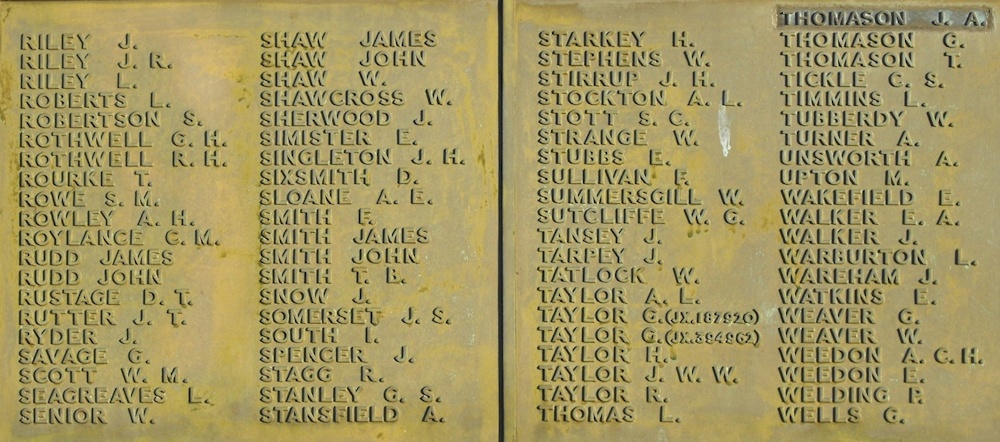 RILEY J.
RILEY J. R.
RILEY L.
ROBERTS L.
ROBERTSON S.
ROTHWELL G. H.
ROTHWELL R. H.
ROURKE T.
ROWE S. M.
ROWLEY A. H.
ROYLANCE C. M.
RUDD JAMES
RUDD JOHN
RUSTAGE D. T.
RUTTER J. T.
RYDER J.
SAVAGE G.
SCOTT W. M.
SEAGREAVES L.
SENIOR W.
SHAW JAMES
SHAW JOHN
SHAW W.
SHAWCROSS W.
SHERWOOD J.
SIMISTER E.
SINGLETON J. H.
SIXSMITH D.
SLOANE A. E.
SMITH F.
SMITH JAMES
SMITH JOHN
SMITH T. B.
SNOW J.
SOMERSET J. S.
SOUTH I.
SPENCER J.
STAGG R.
STANLEY G. S.
STANSFIELD A.
STARKEY H.
STEPHENS W.
STIRRUP J. H.
STOCKTON A. L.
STOTT S. C.
STRANGE W.
STUBBS E.
SULLIVAN F.
SUMMERSGILL W.
SUTCLIFFE W. G.
TANSEY J.
TARPEY J.
TATLOCK W.
TAYLOR A. L.
TAYLOR G. (JX.187920)
TAYLOR G. (JX.394962)
TAYLOR H.
TAYLOR J. W. W.
TAYLOR R.
THOMAS L.
THOMASON J. A.
THOMASON G.
THOMASON T.
TICKLE C. S.
TIMMINS L.
TUBBERDY W.
TURNER A.
UNSWORTH A.
UPTON M.
WAKEFIELD E.
WALKER E. A.
WALKER J.
WARBURTON L.
WAREHAM J.
WATKINS E.
WEAVER G.
WEAVER W.
WEEDON A. C. H.
WEEDON E.
WELDING P.
WELLS G.